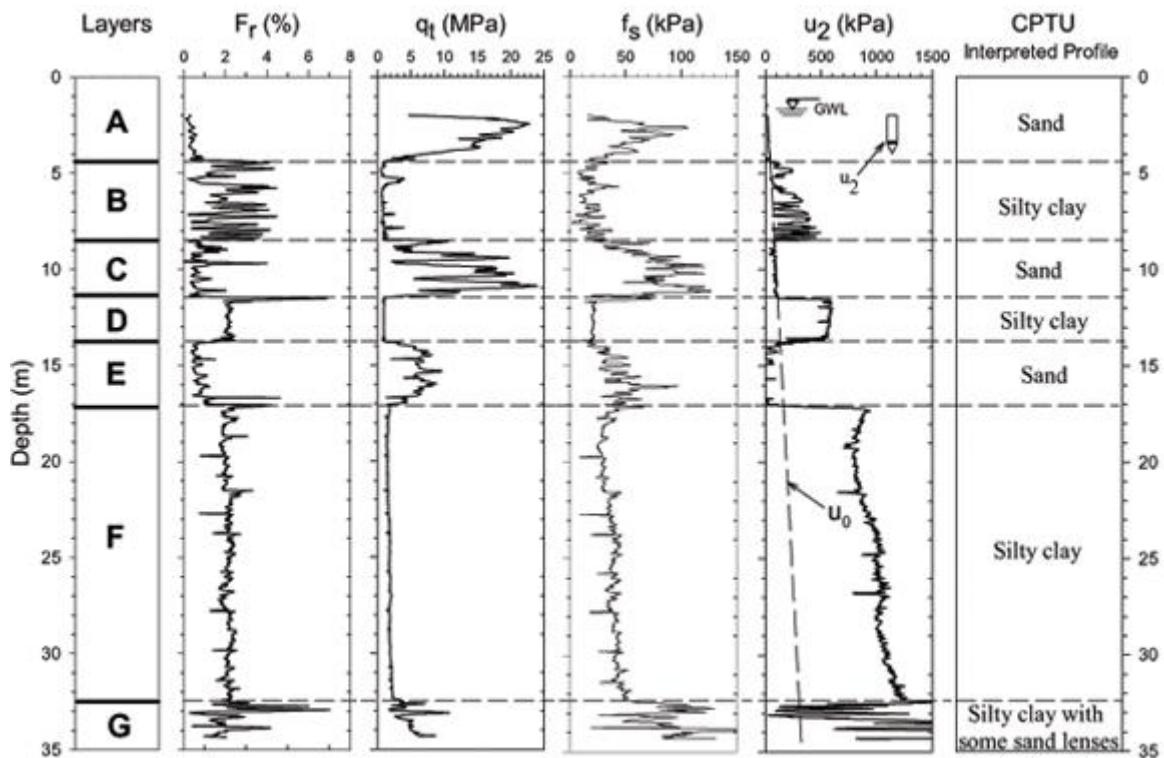 Layers Fr (%) qt (MPa) fs (kPa) u2 (kPa) CPTU
Interpreted Profile
0 2 4 6 8 0 5 10 15 20 25 0 50 100 150 0 500 1000 1500
0 0
GWL
A Sand
u2
5 5
B Silty clay
C Sand
10 10
D Silty clay
15 15
E Sand
Depth (m)
20 20
u0
F Silty clay
25 25
30 30
G Silty clay with
some sand lenses
35 35